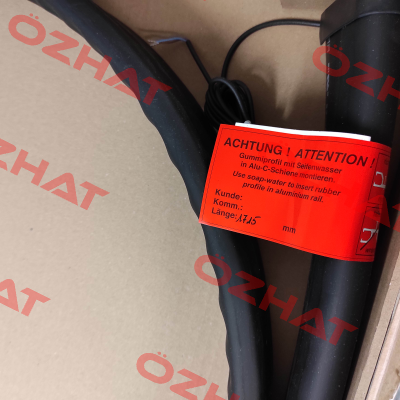 ÖZHAT
ÖZHAT
ACHTUNG ! ATTENTION !
Gummiprofil mit Seifenwasser
in Alu-C-Schiene montieren.
Use soap-water to insert rubber
profile in aluminium rail.
Kunde:
Komm.:
Länge: 1715 mm
ÖZHAT
ÖZHAT
ÖZHAT